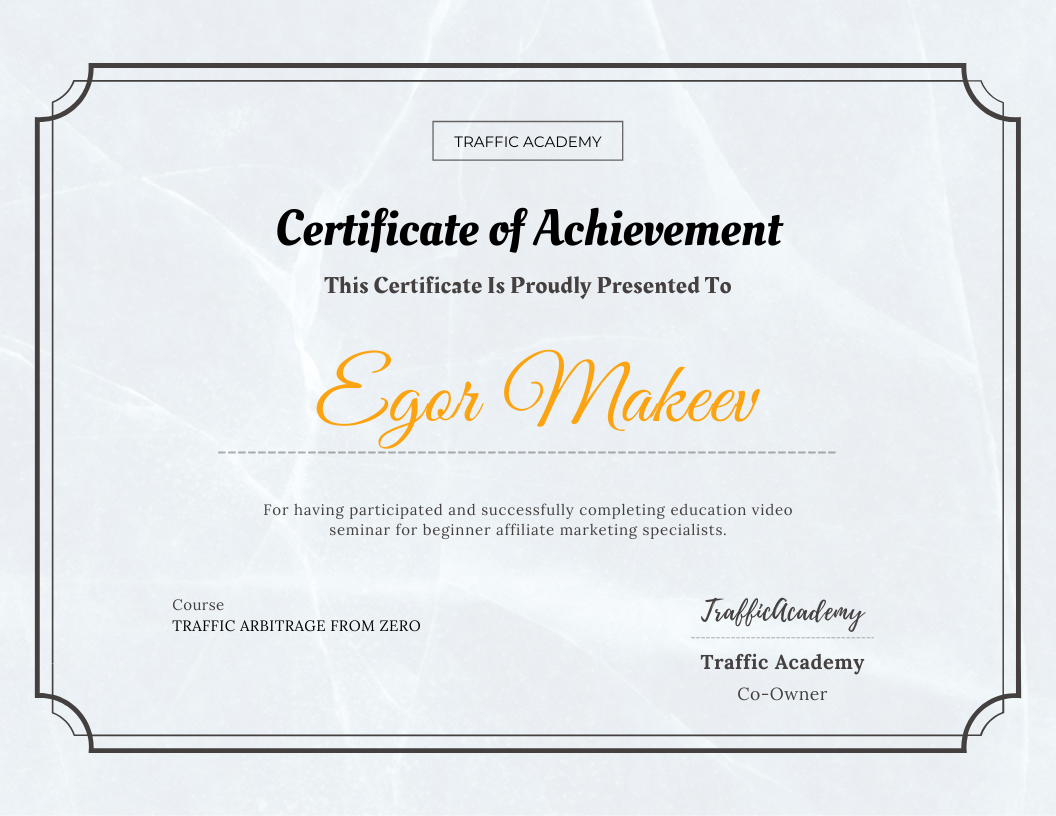 TRAFFIC ACADEMY
Certificate of Achievement
This Certificate Is Proudly Presented To
Egor Makeev
For having participated and successfully completing education video
seminar for beginner affiliate marketing specialists.
Course
TRAFFIC ARBITRAGE FROM ZERO
TrafficAcademy
Traffic Academy
Co-Owner